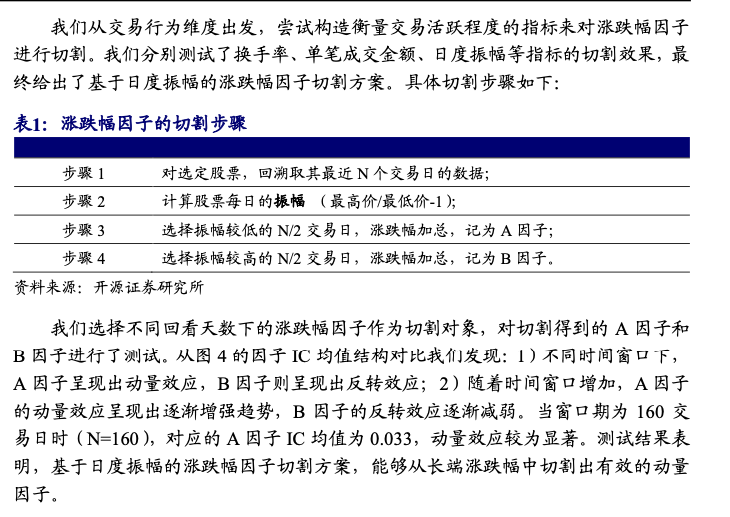 我们从交易行为维度出发，尝试构造衡量交易活跃程度的指标来对涨跌幅因子
进行切割。我们分别测试了换手率、单笔成交金额、日度振幅等指标的切割效果，最
终给出了基于日度振幅的涨跌幅因子切割方案。具体切割步骤如下：
表1：涨跌幅因子的切割步骤
步骤 1 对选定股票，回溯取其最近 N 个交易日的数据；
步骤 2 计算股票每日的振幅（最高价/最低价-1）；
步骤 3 选择振幅较低的 N/2 交易日，涨跌幅加总，记为 A 因子；
步骤 4 选择振幅较高的 N/2 交易日，涨跌幅加总，记为 B 因子。
资料来源：开源证券研究所
我们选择不同回看天数下的涨跌幅因子作为切割对象，对切割得到的 A 因子和
B 因子进行了测试。从图 4 的因子 IC 均值结构对比我们发现：1）不同时间窗口下，
A 因子呈现出动量效应，B 因子则呈现出反转效应；2）随着时间窗口增加，A 因子
的动量效应呈现出逐渐增强趋势，B 因子的反转效应逐渐减弱。当窗口期为 160 交
易日时（N=160），对应的 A 因子 IC 均值为 0.033，动量效应较为显著。测试结果表
明，基于日度振幅的涨跌幅因子切割方案，能够从长端涨跌幅中切割出有效的动量
因子。